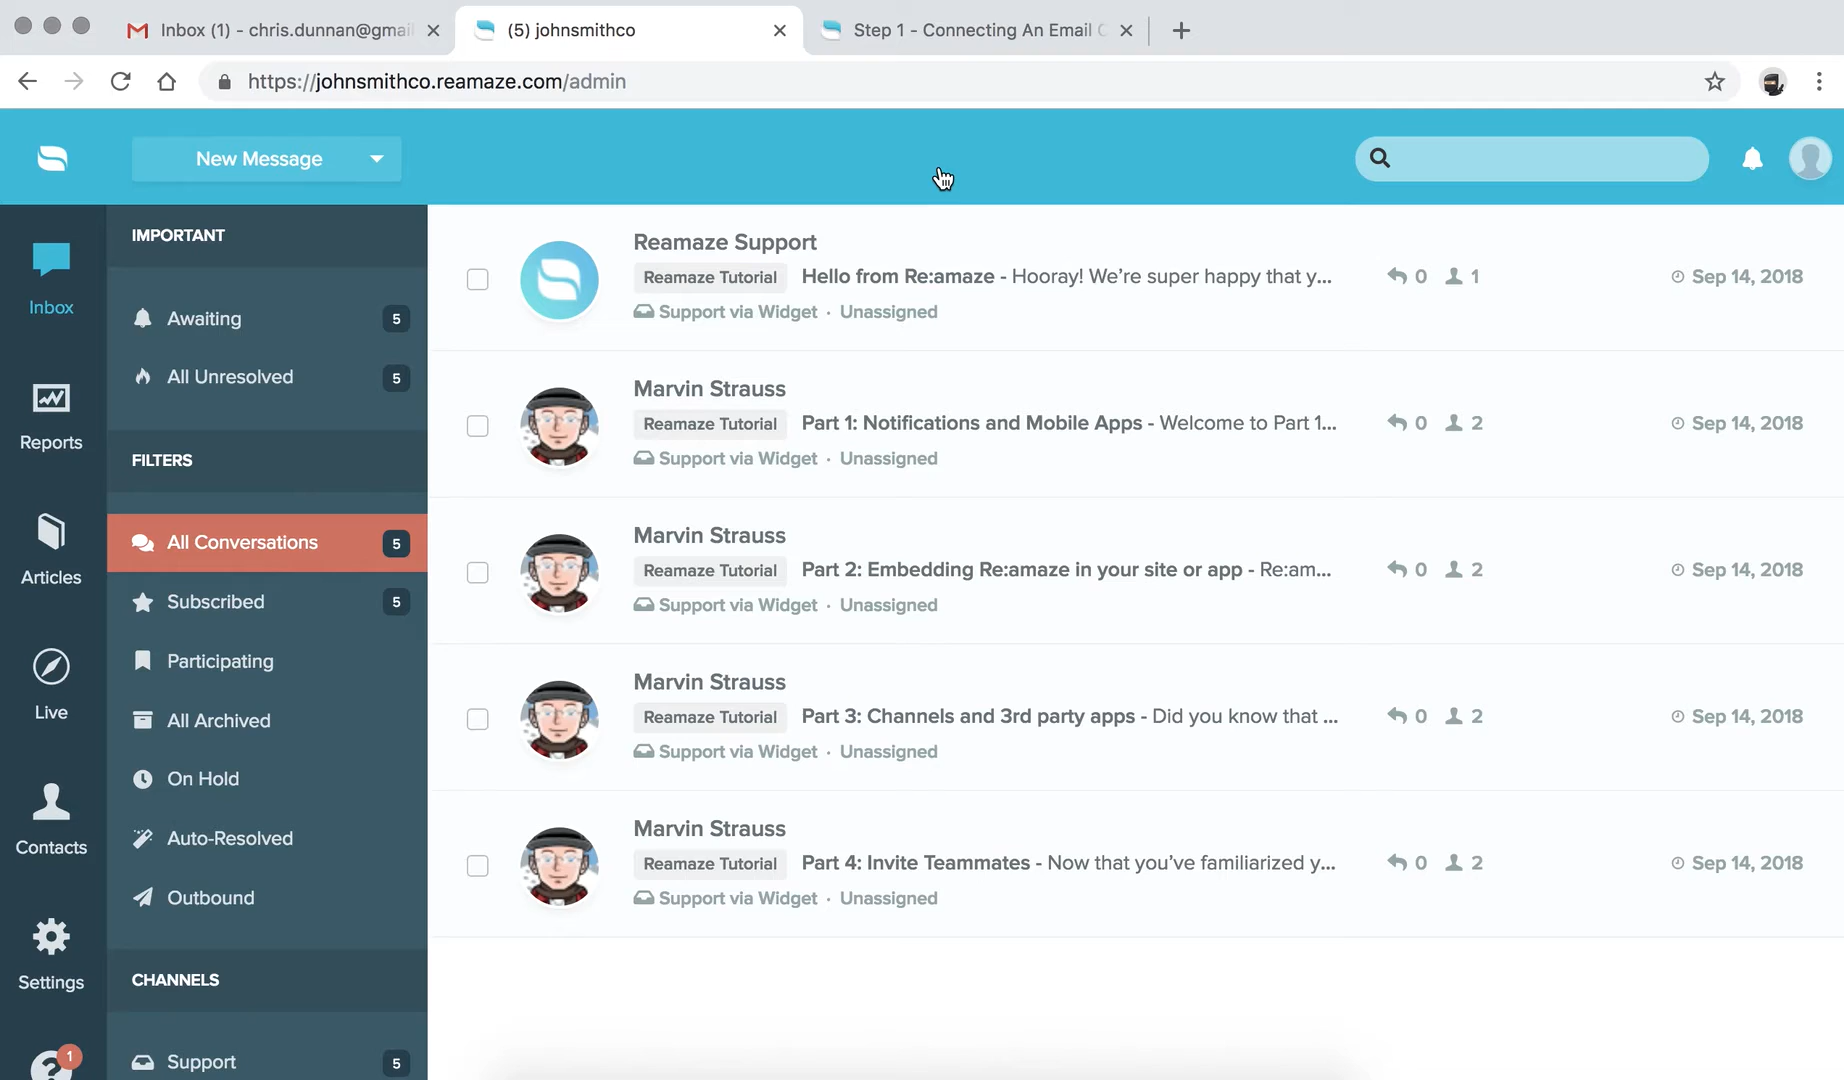 Inbox (1) - chris.dunnan@gmai
(5) johnsmithco
Step 1 - Connecting An Email C
https://johnsmithco.reamaze.com/admin
New Message
Inbox
Reports
Articles
Live
Contacts
Settings
1
IMPORTANT
Awaiting 5
All Unresolved 5
FILTERS
All Conversations 5
Subscribed 5
Participating
All Archived
On Hold
Auto-Resolved
Outbound
CHANNELS
Support 5
Reamaze Support
Reamaze Tutorial Hello from Re:amaze - Hooray! We’re super happy that y... 0 1 Sep 14, 2018
Support via Widget · Unassigned
Marvin Strauss
Reamaze Tutorial Part 1: Notifications and Mobile Apps - Welcome to Part 1... 0 2 Sep 14, 2018
Support via Widget · Unassigned
Marvin Strauss
Reamaze Tutorial Part 2: Embedding Re:amaze in your site or app - Re:am... 0 2 Sep 14, 2018
Support via Widget · Unassigned
Marvin Strauss
Reamaze Tutorial Part 3: Channels and 3rd party apps - Did you know that ... 0 2 Sep 14, 2018
Support via Widget · Unassigned
Marvin Strauss
Reamaze Tutorial Part 4: Invite Teammates - Now that you’ve familiarized y... 0 2 Sep 14, 2018
Support via Widget · Unassigned